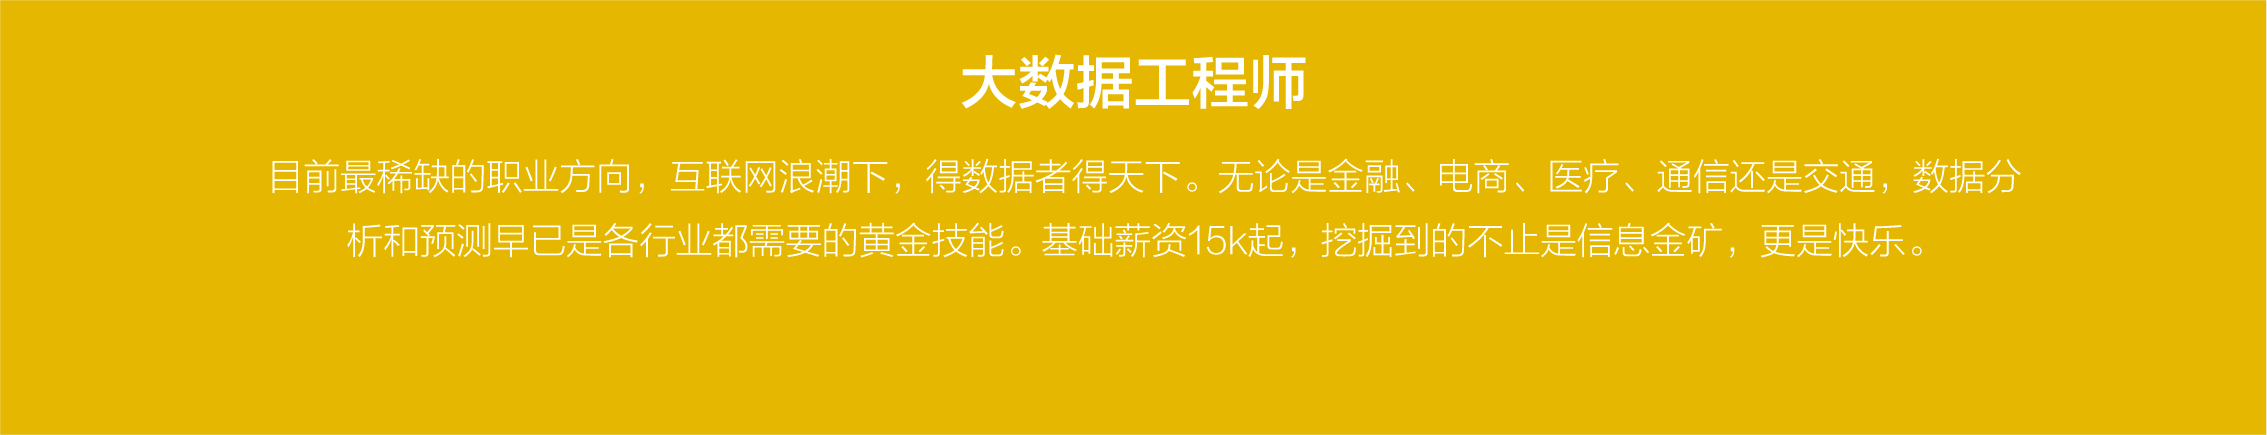 大数据工程师
目前最稀缺的职业方向，互联网浪潮下，得数据者得天下。无论是金融、电商、医疗、通信还是交通，数据分
析和预测早已是各行业都需要的黄金技能。基础薪资15k起，挖掘到的不止是信息金矿，更是快乐。